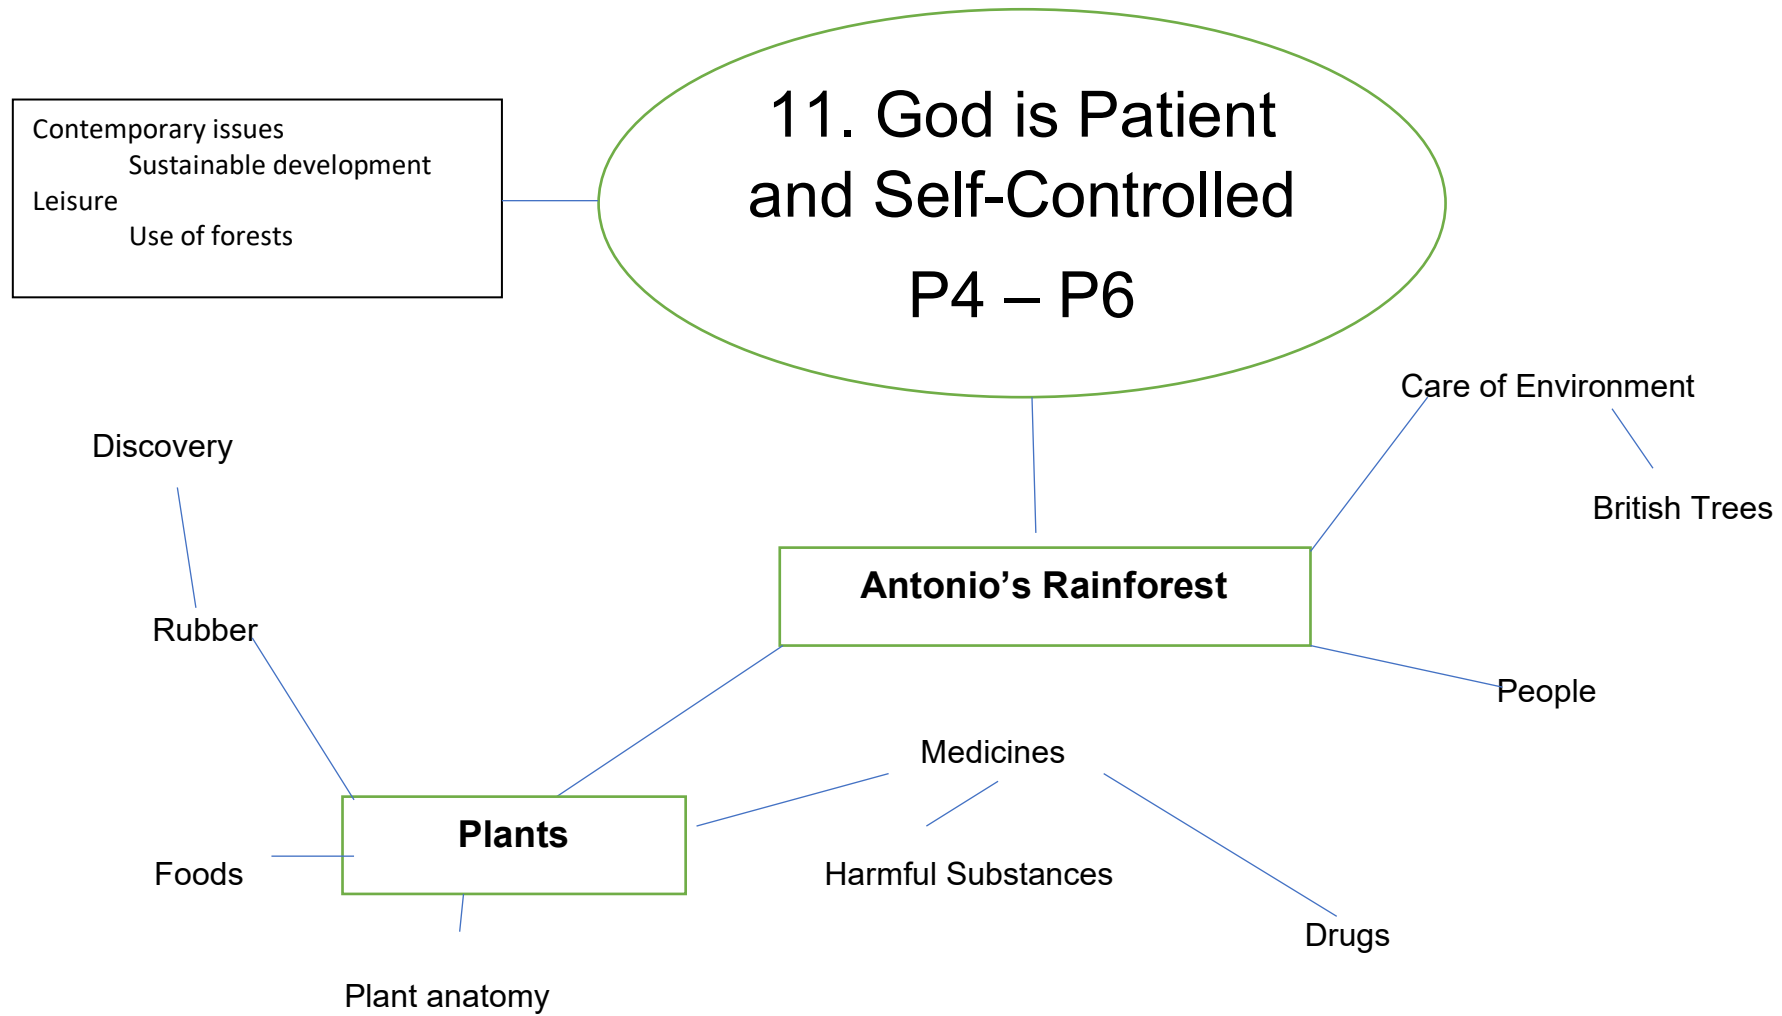 11. God is Patient
and Self-Controlled
P4 – P6
Contemporary issues
Sustainable development
Leisure
Use of forests
Care of Environment
Discovery
British Trees
Antonio’s Rainforest
Rubber
People
Medicines
Plants
Foods
Harmful Substances
Drugs
Plant anatomy